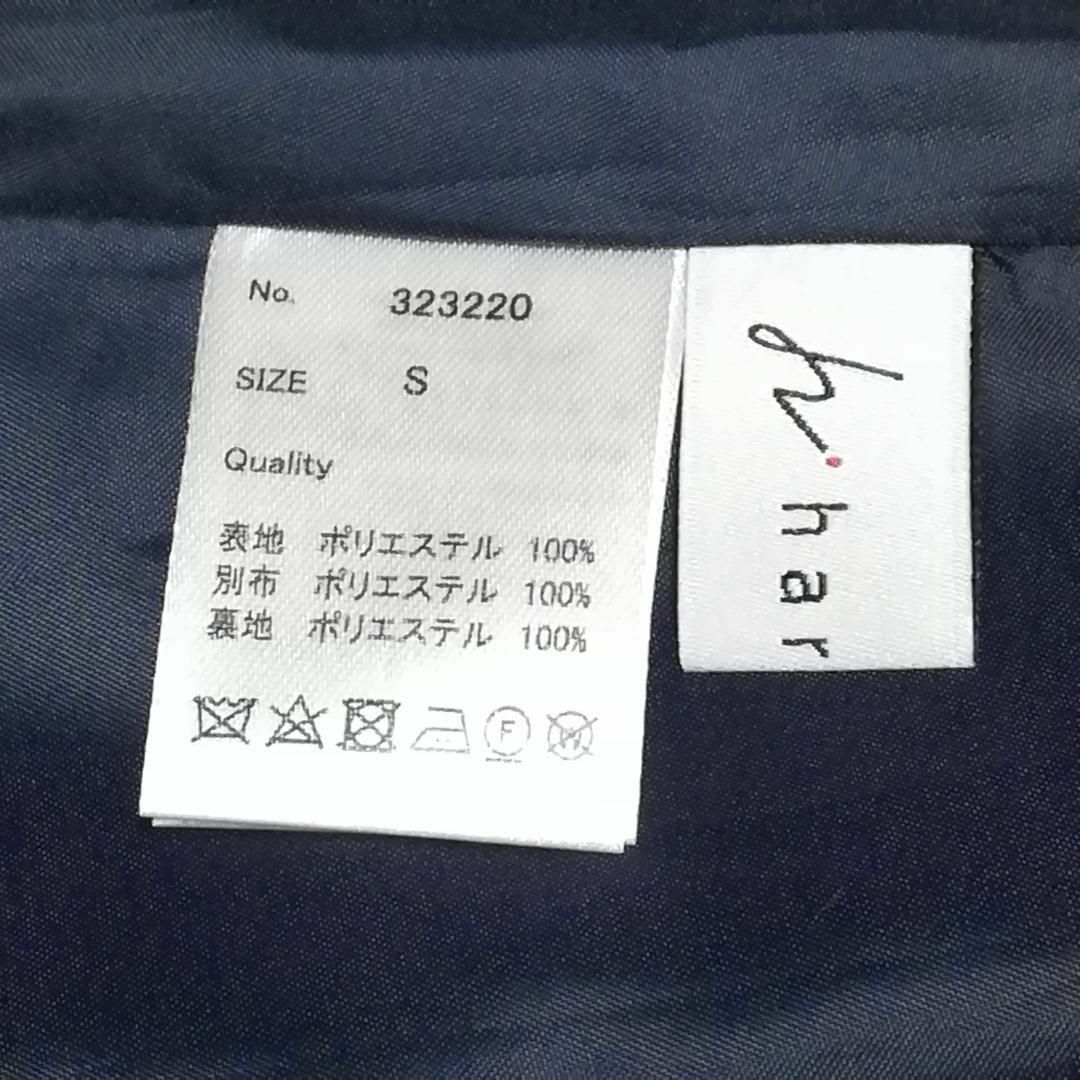 No. 323220
SIZE S
Quality
表地 ポリエステル 100%
別布 ポリエステル 100%
裏地 ポリエステル 100%
F
W
h.
har